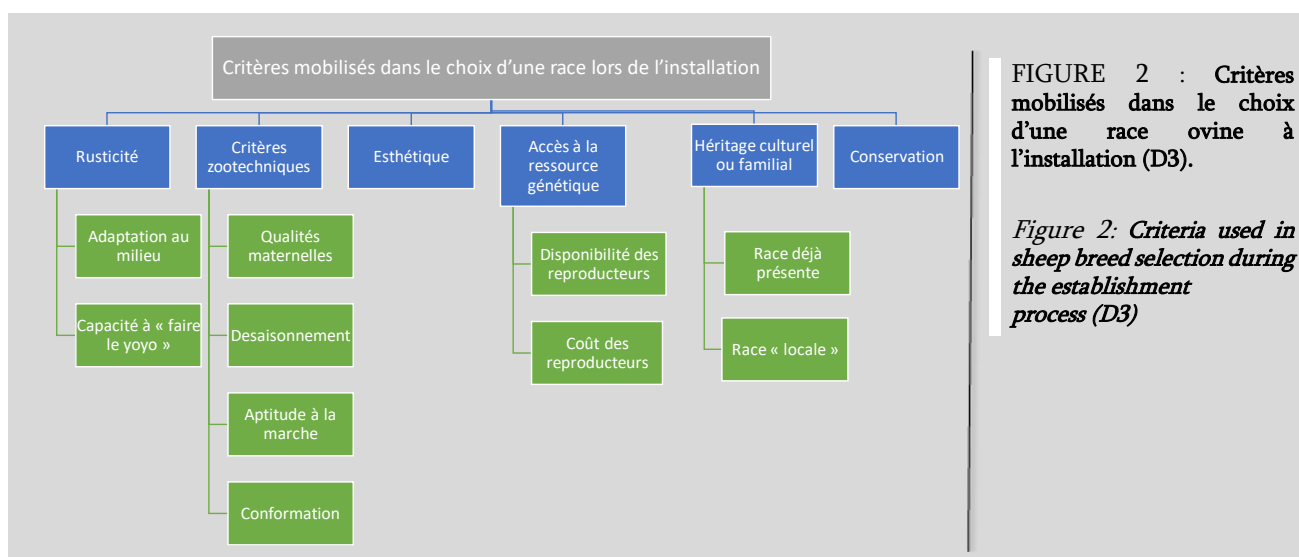 Critères mobilisés dans le choix d'une race lors de l'installation
Rusticité
Critères
zootechniques
Esthétique
Accès à la
ressource
génétique
Héritage culturel
ou familial
Conservation
Adaptation au
milieu
Capacité à « faire
le yoyo »
Qualités
maternelles
Desaisonnement
Aptitude à la
marche
Conformation
Disponibilité des
reproducteurs
Coût des
reproducteurs
Race déjà
présente
Race « locale »
FIGURE 2 : Critères
mobilisés dans le choix
d'une race ovine à
l'installation (D3).
Figure 2: Criteria used in
sheep breed selection during
the establishment
process (D3)